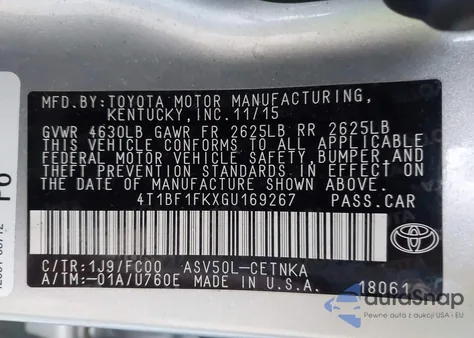 MFD.BY:TOYOTA MOTOR MANUFACTURING,
KENTUCKY, INC.11/15
GVWR 4630LB GAWR FR 2625LB RR 2625LB
THIS VEHICLE CONFORMS TO ALL APPLICABLE
FEDERAL MOTOR VEHICLE SAFETY,BUMPER,AND
THEFT PREVENTION STANDARDS IN EFFECT ON
THE DATE OF MANUFACTURE SHOWN ABOVE.
4T1BF1FKXGU169267 PASS.CAR
C/TR:1J9/FC00 ASV50L-CETNKA
A/TM:-01A/U760E MADE IN U.S.A. 18061
TOYOTA
autoSnap
Pewne auta z aukcji USA i EU